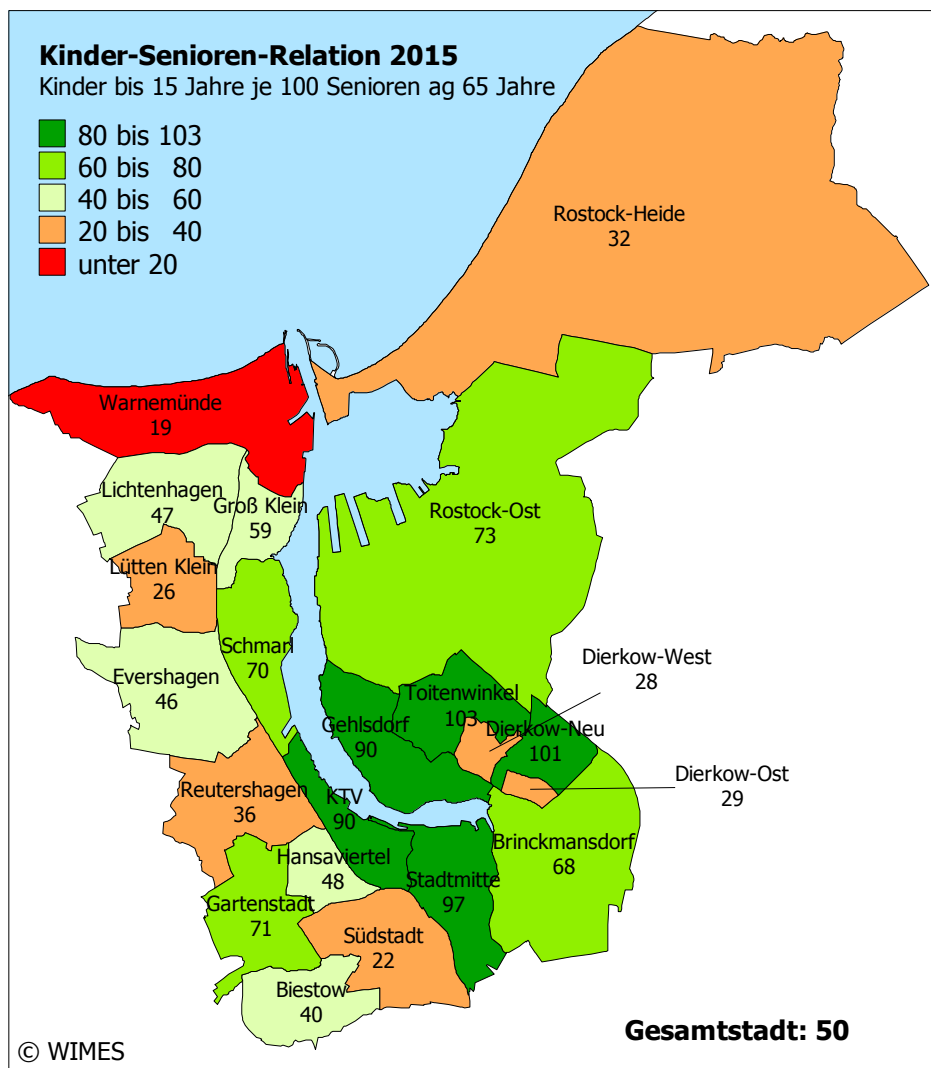 Kinder-Senioren-Relation 2015
Kinder bis 15 Jahre je 100 Senioren ag 65 Jahre
80 bis 103
60 bis 80
40 bis 60
20 bis 40
unter 20
Rostock-Heide
32
Warnemünde
19
Lichtenhagen
47
Groß Klein
59
Rostock-Ost
73
Lütten Klein
26
Schmarl
70
Evershagen
46
Dierkow-West
28
Toitenwinkel
103
Gehlsdorf
90
Dierkow-Neu
101
Dierkow-Ost
29
Reutershagen
36
KTV
90
Brinckmansdorf
68
Hansaviertel
48
Stadtmitte
97
Gartenstadt
71
Südstadt
22
Biestow
40
Gesamtstadt: 50
© WIMES